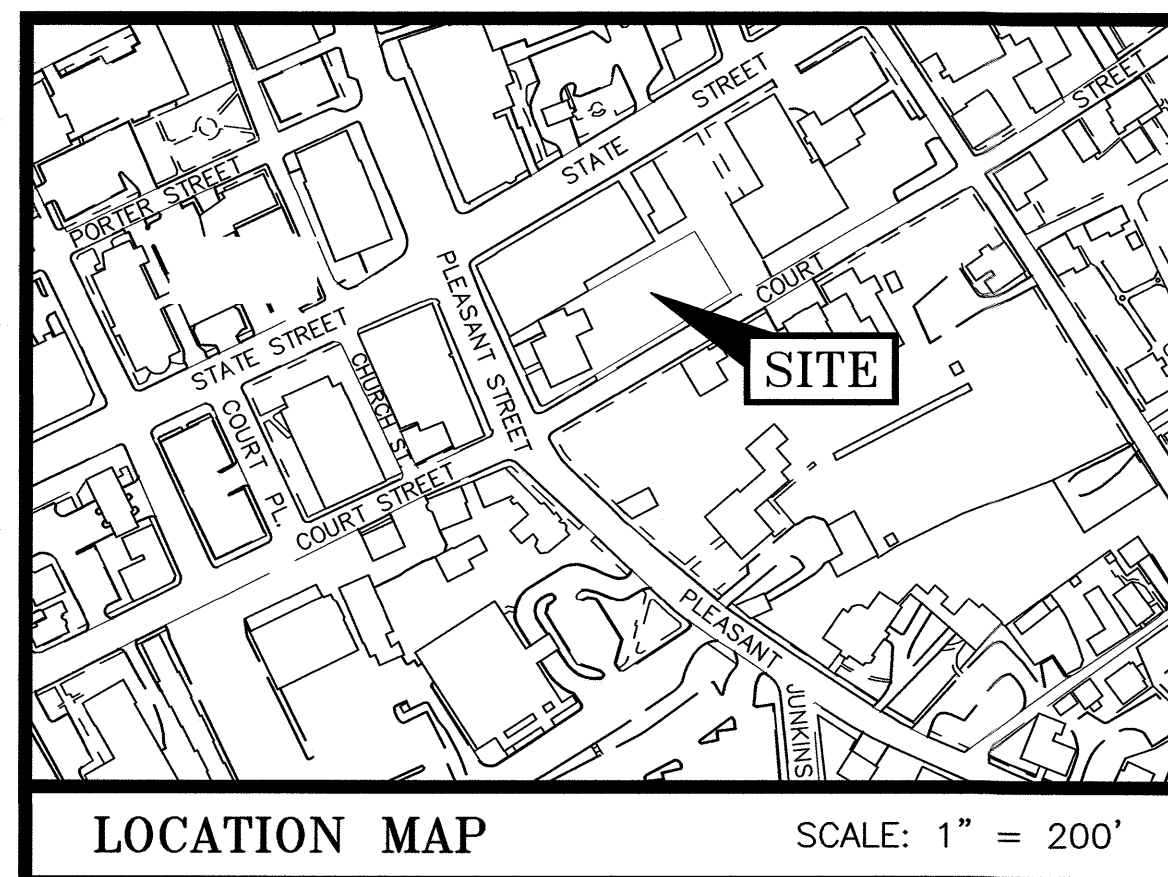 STREET
STREET
STATE
PORTER STREET
COURT
PLEASANT STREET
STATE STREET
SITE
CHURCH ST
COURT PL.
COURT STREET
PLEASANT
JUNKINS
LOCATION MAP
SCALE: 1" = 200'